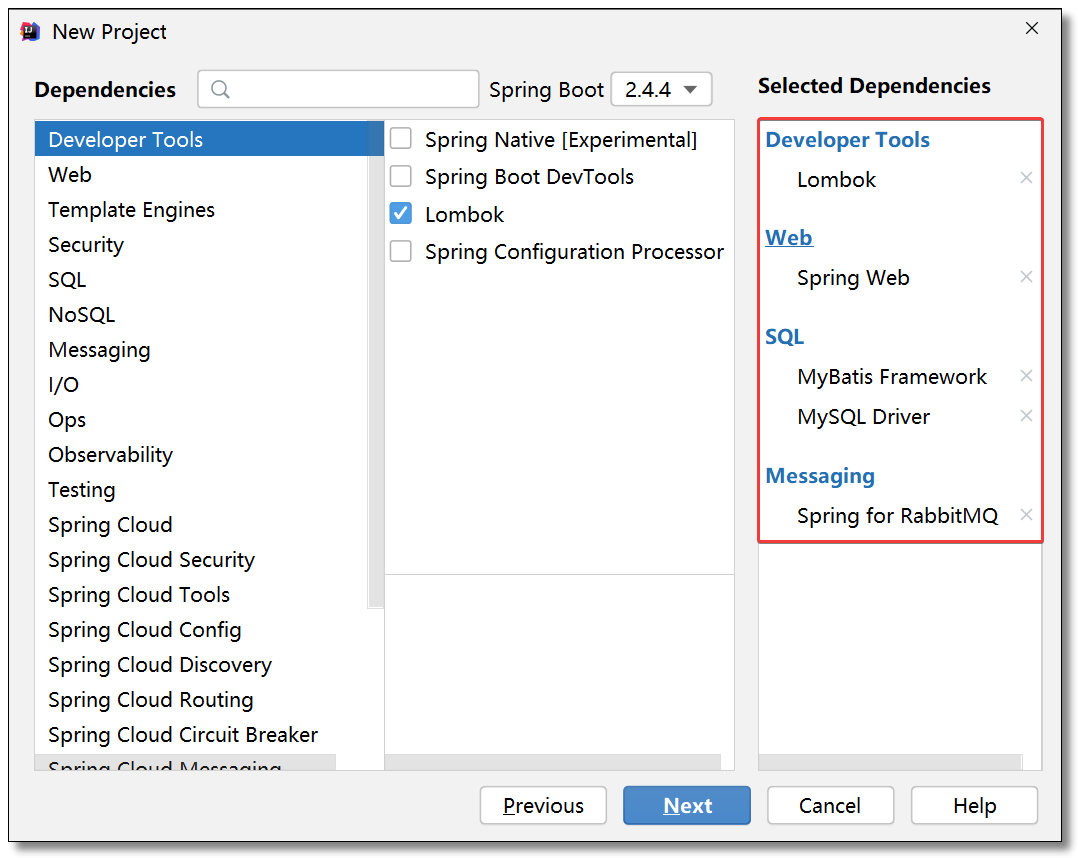 New Project
Dependencies
Spring Boot
2.4.4
Selected Dependencies
Developer Tools
Web
Template Engines
Security
SQL
NoSQL
Messaging
I/O
Ops
Observability
Testing
Spring Cloud
Spring Cloud Security
Spring Cloud Tools
Spring Cloud Config
Spring Cloud Discovery
Spring Cloud Routing
Spring Cloud Circuit Breaker
Spring Cloud Messaging
Spring Native [Experimental]
Spring Boot DevTools
Lombok
Spring Configuration Processor
Developer Tools
Lombok
Web
Spring Web
SQL
MyBatis Framework
MySQL Driver
Messaging
Spring for RabbitMQ
Previous
Next
Cancel
Help